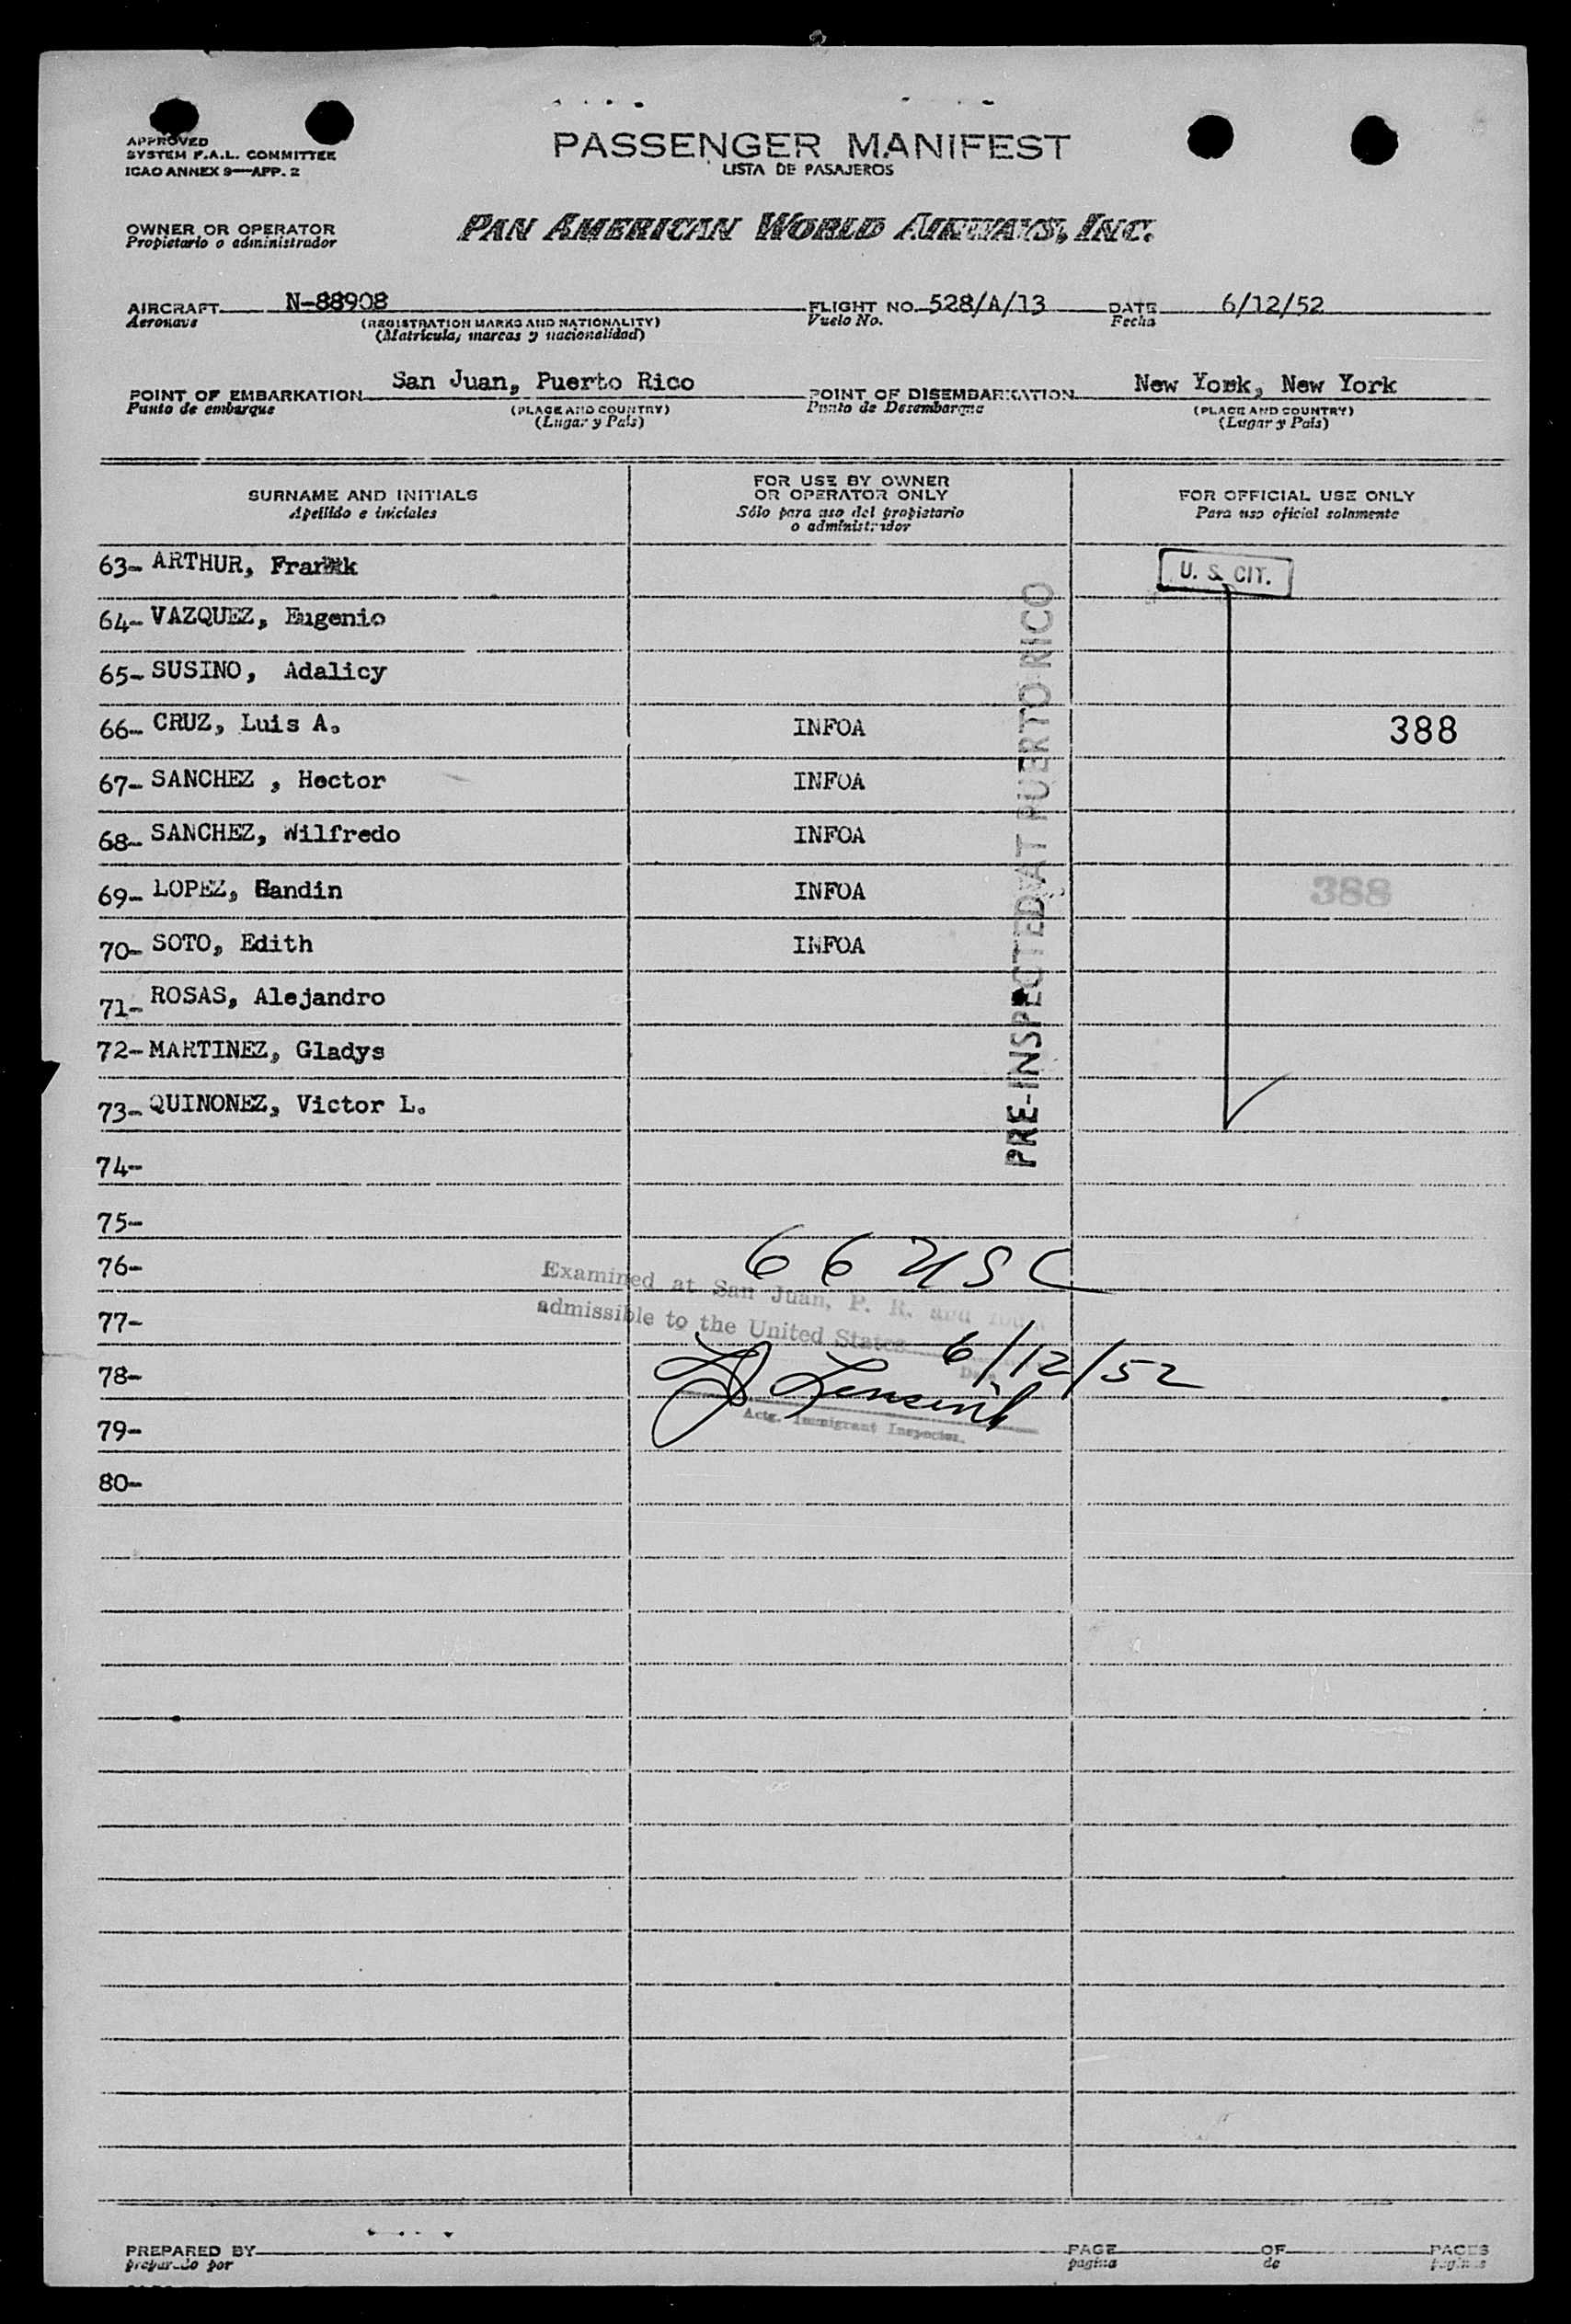 APPROVED
SYSTEM F.A.L. COMMITTEE
ICAO ANNEX 9—APP. 2
PASSENGER MANIFEST
LISTA DE PASAJEROS
OWNER OR OPERATOR
Propietario o administrador
PAN AMERICAN WORLD AIRWAYS, INC.
AIRCRAFT N-88908 FLIGHT NO. 528/A/13 DATE 6/12/52
Aeronave (REGISTRATION MARKS AND NATIONALITY) Vuelo No. Fecha
(Matricula, marcas y nacionalidad)
POINT OF EMBARKATION San Juan, Puerto Rico POINT OF DISEMBARKATION New York, New York
Punto de embarque (PLACE AND COUNTRY) Punto de Desembarque (PLACE AND COUNTRY)
(Lugar y País) (Lugar y País)
SURNAME AND INITIALS
Apellido e iniciales
FOR USE BY OWNER
OR OPERATOR ONLY
Sólo para uso del propietario
o administrador
FOR OFFICIAL USE ONLY
Para uso oficial solamente
63- ARTHUR, Frank U. S. CIT.
64- VAZQUEZ, Eugenio
65- SUSINO, Adalicy
66- CRUZ, Luis A. INFOA 388
67- SANCHEZ , Hector INFOA
68- SANCHEZ, Wilfredo INFOA
69- LOPEZ, Sandin INFOA 388
70- SOTO, Edith INFOA
71- ROSAS, Alejandro
72- MARTINEZ, Gladys
73- QUINONEZ, Victor L.
PRE-INSPECTED AT PUERTO RICO
74-
75-
76- 66 USC
Examined at San Juan, P. R. and found
77-
admissible to the United States 6/12/52
Date
78-
79-
Actg. Immigrant Inspector.
80-
PREPARED BY PAGE OF PAGES
preparado por pagina de paginas